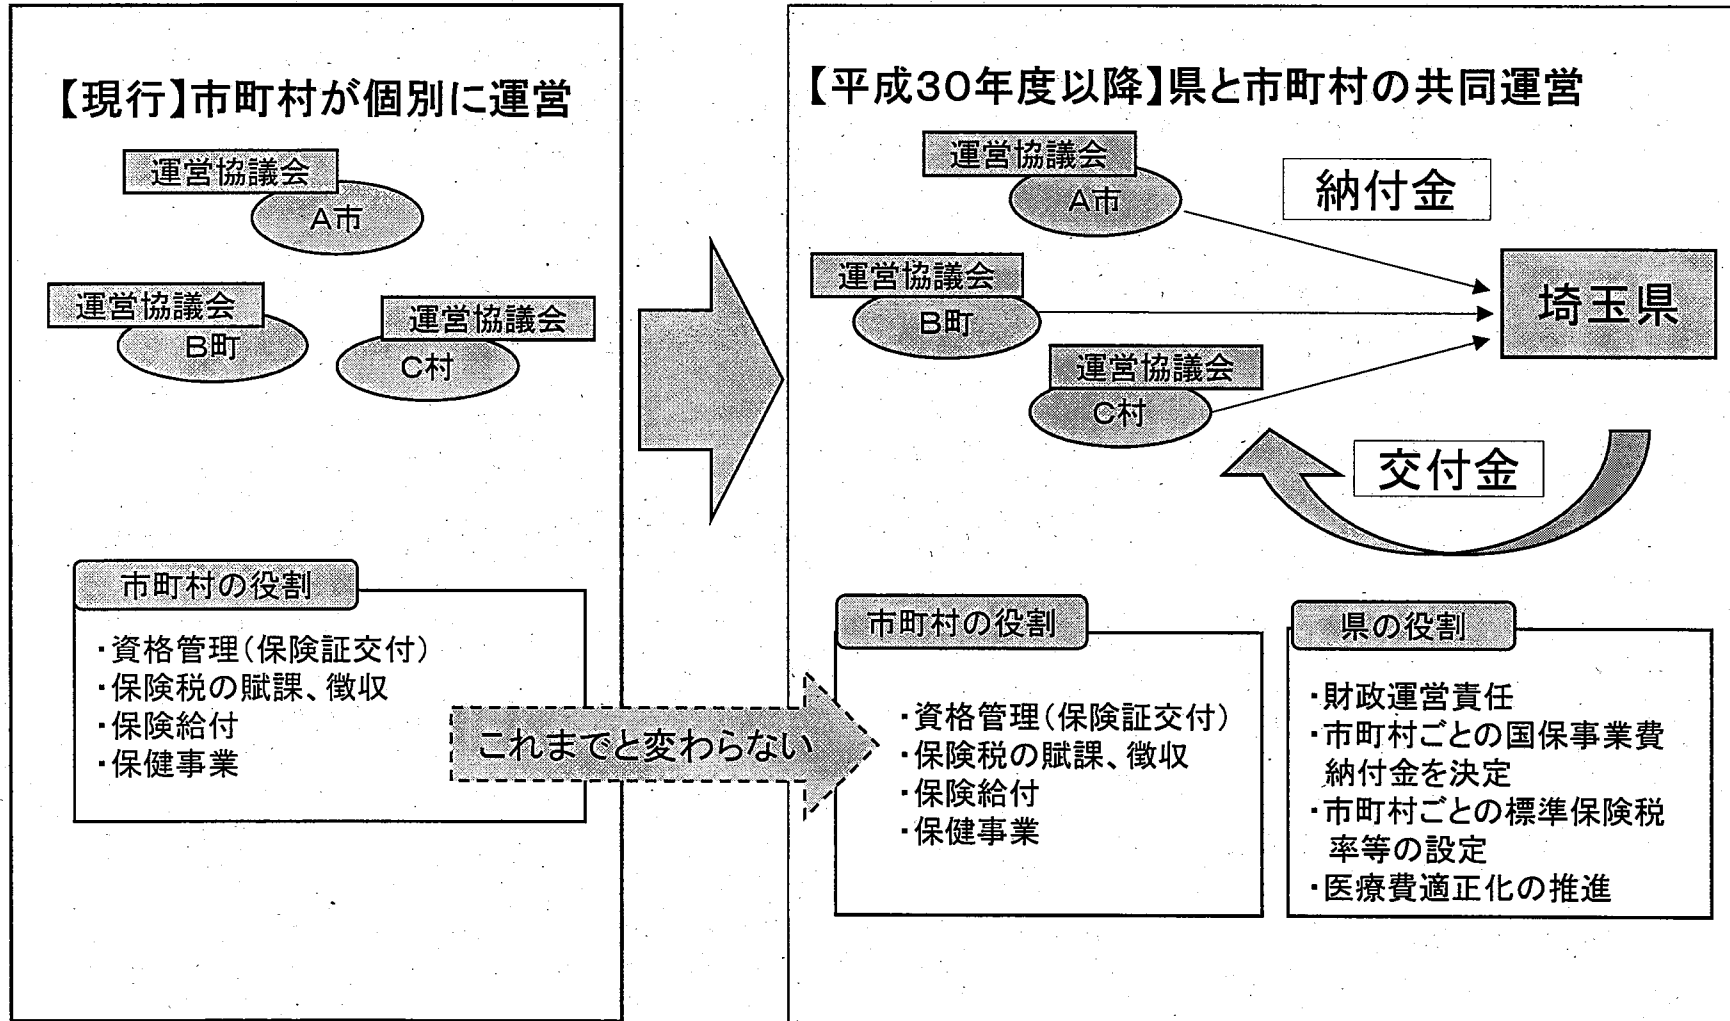 【現行】市町村が個別に運営
運営協議会
A市
運営協議会
B町
運営協議会
C村
市町村の役割
・資格管理(保険証交付)
・保険税の賦課、徴収
・保険給付
・保健事業
これまでと変わらない
【平成30年度以降】県と市町村の共同運営
運営協議会
A市
納付金
運営協議会
B町
埼玉県
運営協議会
C村
交付金
市町村の役割
・資格管理(保険証交付)
・保険税の賦課、徴収
・保険給付
・保健事業
県の役割
・財政運営責任
・市町村ごとの国保事業費
納付金を決定
・市町村ごとの標準保険税
率等の設定
・医療費適正化の推進